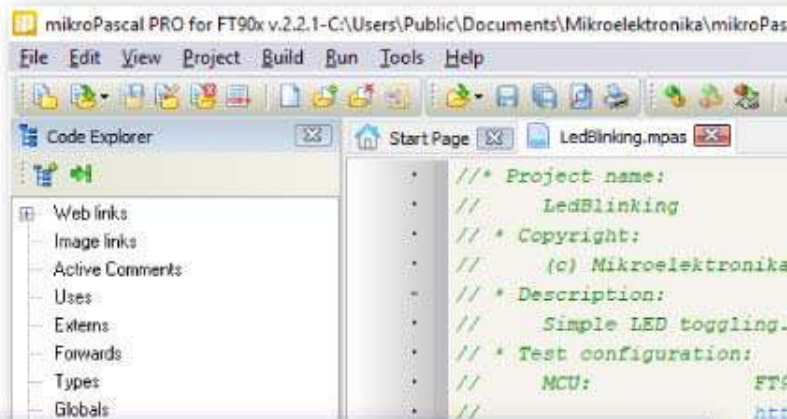 mikroPascal PRO for FT90x v.2.2.1-C:\Users\Public\Documents\Mikroelektronika\mikroPas
File Edit View Project Build Run Tools Help
Code Explorer
Start Page LedBlinking.mpas
Web links
Image links
Active Comments
Uses
Externs
Forwards
Types
Globals
//* Project name:
// LedBlinking
// * Copyright:
// (c) Mikroelektronika
// * Description:
// Simple LED toggling.
// * Test configuration:
// MCU: FT9
// htt